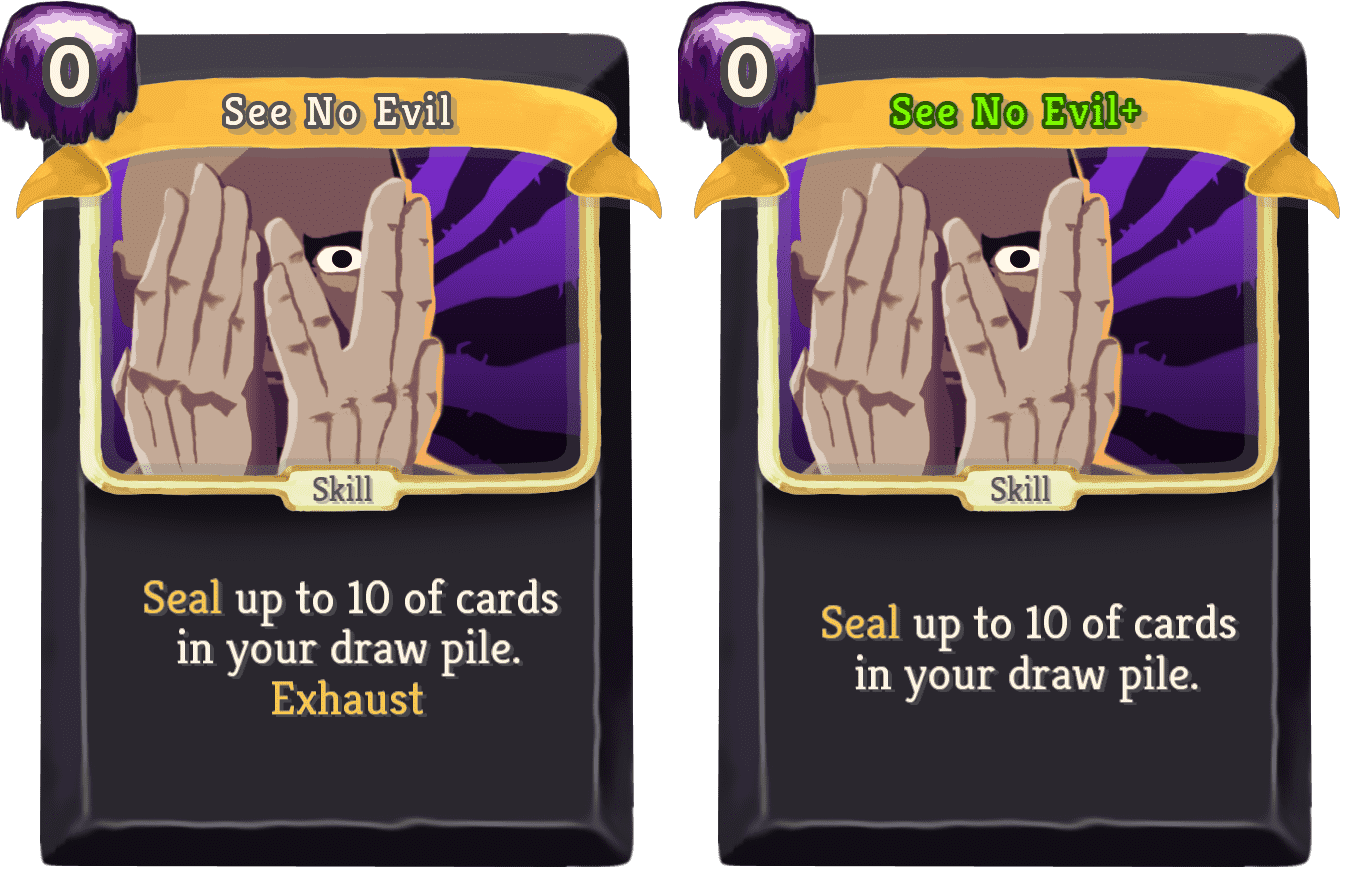 0
See No Evil
Skill
Seal up to 10 of cards
in your draw pile.
Exhaust
0
See No Evil+
Skill
Seal up to 10 of cards
in your draw pile.